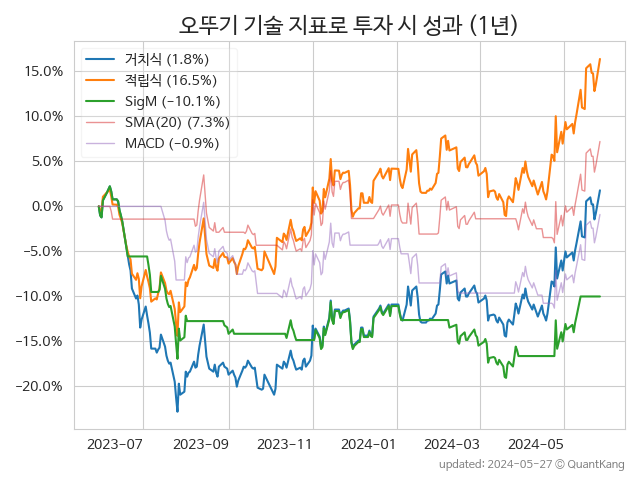 오뚜기 기술 지표로 투자 시 성과 (1년)
거치식 (1.8%)
적립식 (16.5%)
SigM (−10.1%)
SMA(20) (7.3%)
MACD (−0.9%)
15.0%
10.0%
5.0%
0.0%
−5.0%
−10.0%
−15.0%
−20.0%
2023-07
2023-09
2023-11
2024-01
2024-03
2024-05
updated: 2024-05-27 © QuantKang